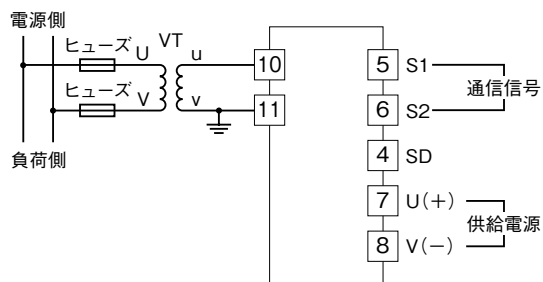 電源側
ヒューズ U VT u
ヒューズ V v
負荷側
10
11
5 S1
6 S2
通信信号
4 SD
7 U(+)
8 V(−)
供給電源